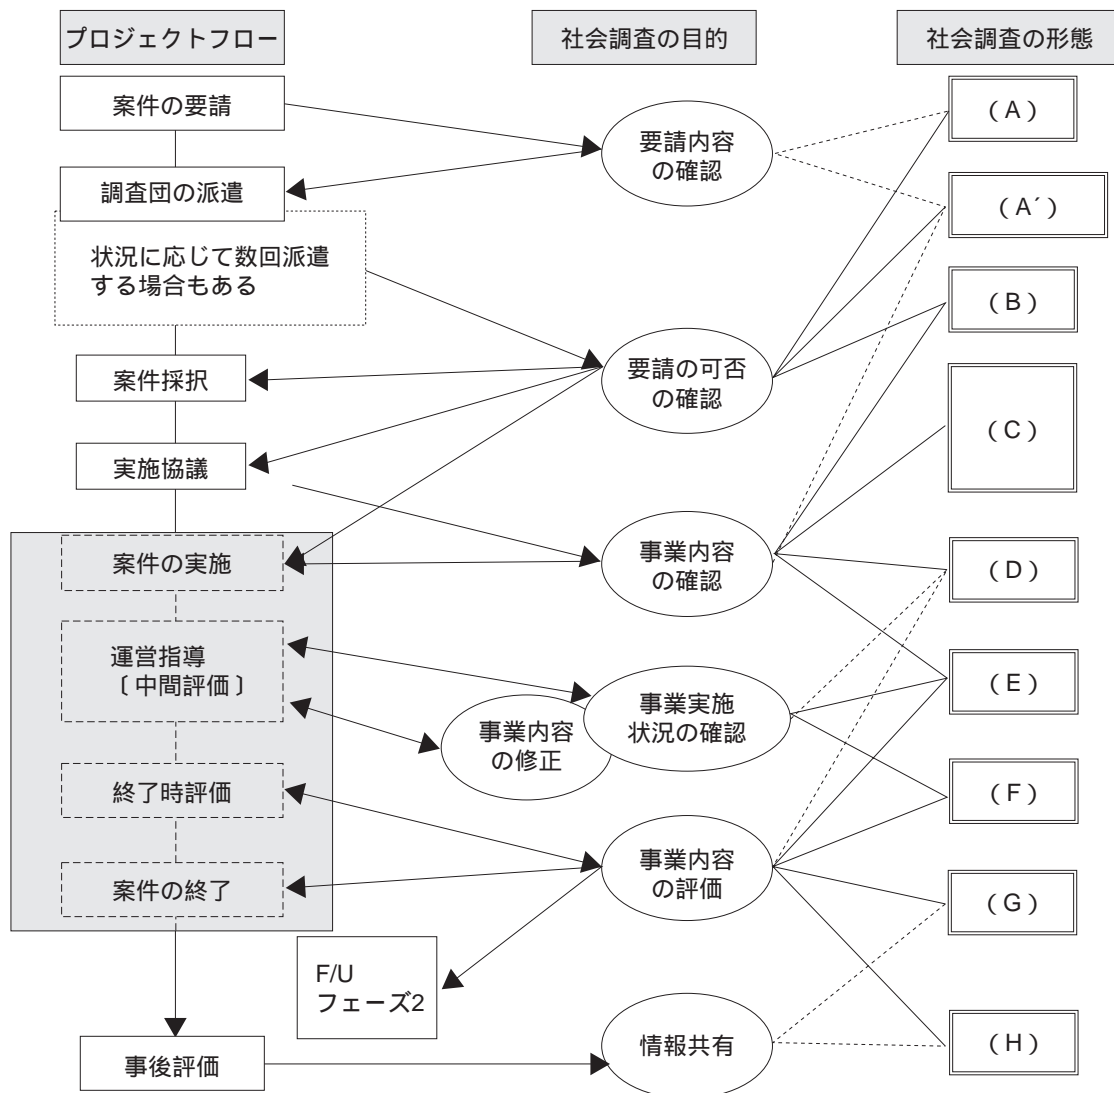 プロジェクトフロー
社会調査の目的
社会調査の形態
案件の要請
要請内容
の確認
（A）
調査団の派遣
（A´）
状況に応じて数回派遣
する場合もある
（B）
案件採択
要請の可否
の確認
（C）
実施協議
案件の実施
事業内容
の確認
（D）
運営指導
〔中間評価〕
事業内容
の修正
事業実施
状況の確認
（E）
終了時評価
（F）
案件の終了
事業内容
の評価
（G）
F/U
フェーズ2
事後評価
情報共有
（H）